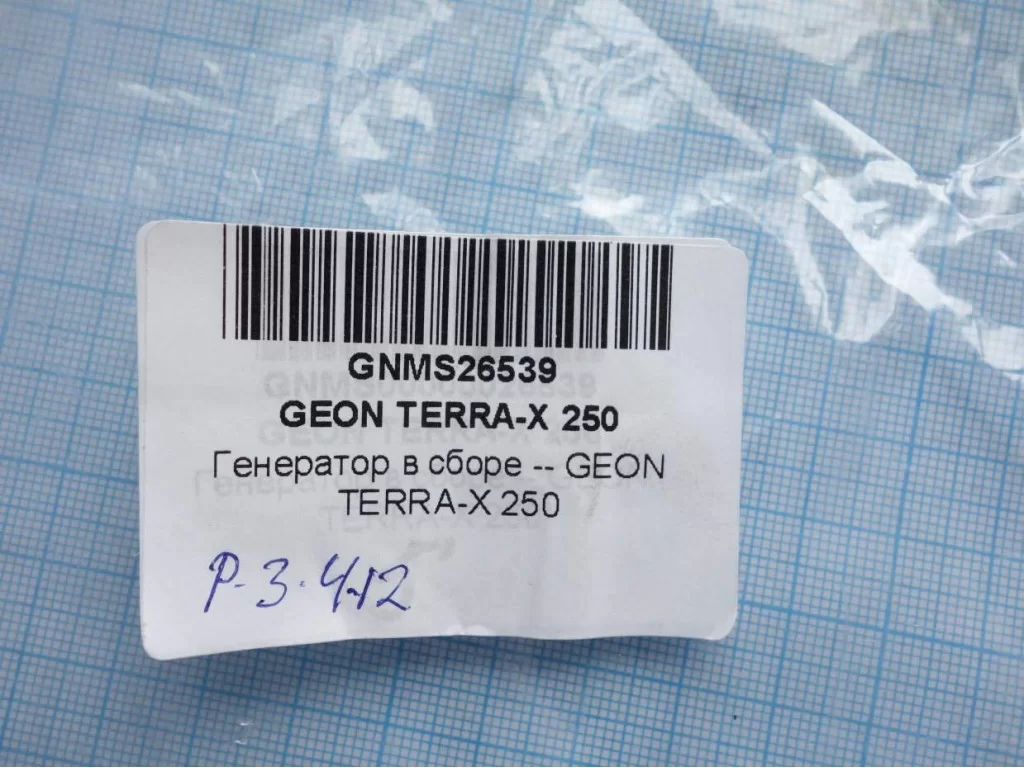 GNMS26539
GEON TERRA-X 250
Генератор в сборе -- GEON
TERRA-X 250
Р-3-4-12